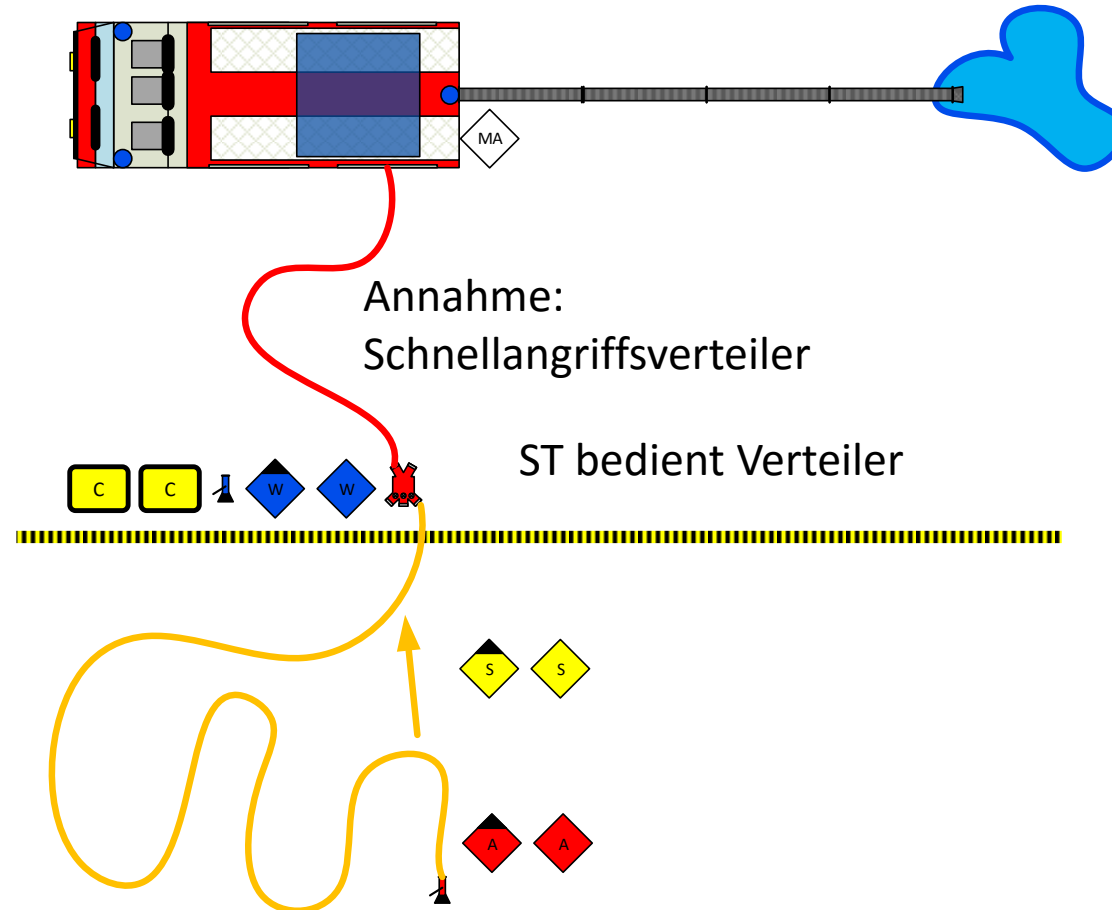 MA
Annahme:
Schnellangriffsverteiler
ST bedient Verteiler
C C W W
S S
A A